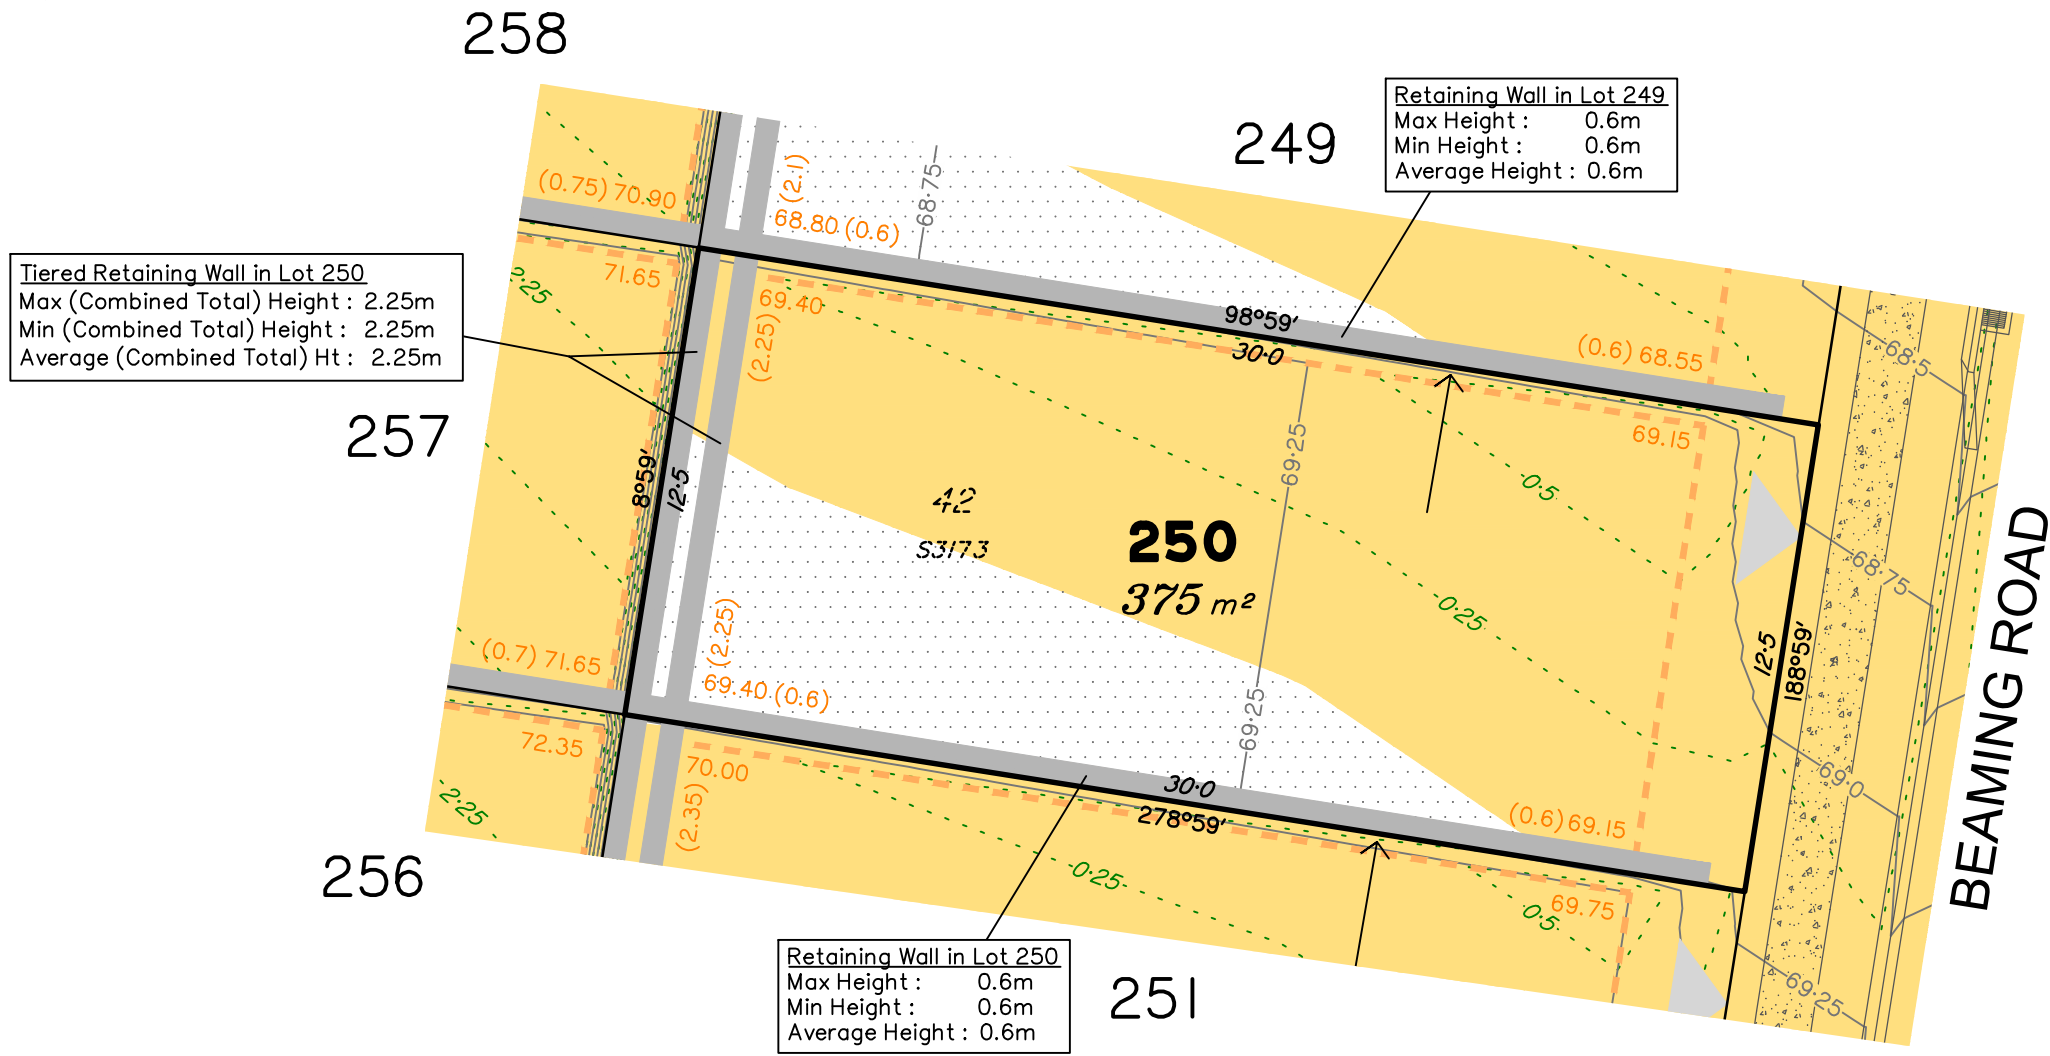 258
249
Retaining Wall in Lot 249
Max Height : 0.6m
Min Height : 0.6m
Average Height : 0.6m
(0.75) 70.90
(2.1)
68.80 (0.6)
68·75
Tiered Retaining Wall in Lot 250
Max (Combined Total) Height : 2.25m
Min (Combined Total) Height : 2.25m
Average (Combined Total) Ht : 2.25m
2·25
71.65
69.40
(2.25)
98°59'
30·0
(0.6) 68.55
68·5
257
69·25
69.15
8°59'
12·5
42
S3173
250
375 m²
0·5
0·25
68·75
BEAMING ROAD
(0.7) 71.65
(2.25)
69.40 (0.6)
69·25
12·5
188°59'
72.35
70.00
(2.35)
30·0
278°59'
(0.6) 69.15
69·0
2·25
256
0·25
0·5
69.75
69·25
Retaining Wall in Lot 250
Max Height : 0.6m
Min Height : 0.6m
Average Height : 0.6m
251